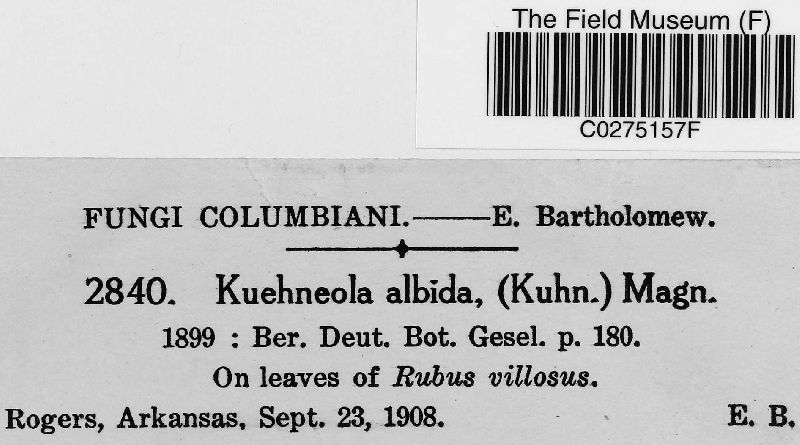 The Field Museum (F)
C0275157F
FUNGI COLUMBIANI.——E. Bartholomew.
2840. Kuehneola albida, (Kuhn.) Magn.
1899 : Ber. Deut. Bot. Gesel. p. 180.
On leaves of Rubus villosus.
Rogers, Arkansas, Sept. 23, 1908. E. B.